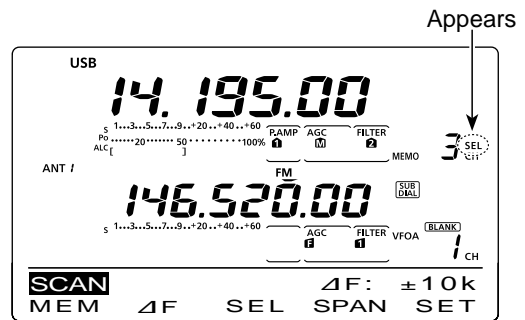 Appears
USB
14.195.00
S 1...3...5...7...9..+20..+40..+60 P.AMP AGC FILTER
Po ......20......50.........100% 1 M 2
ALC [ ] MEMO 3 SEL
ANT 1
FM
146.520.00 SUB DIAL
S 1...3...5...7...9..+20..+40..+60 AGC FILTER VFOA BLANK
F 1 1 CH
SCAN ⊿F: ±10k
MEM ⊿F SEL SPAN SET